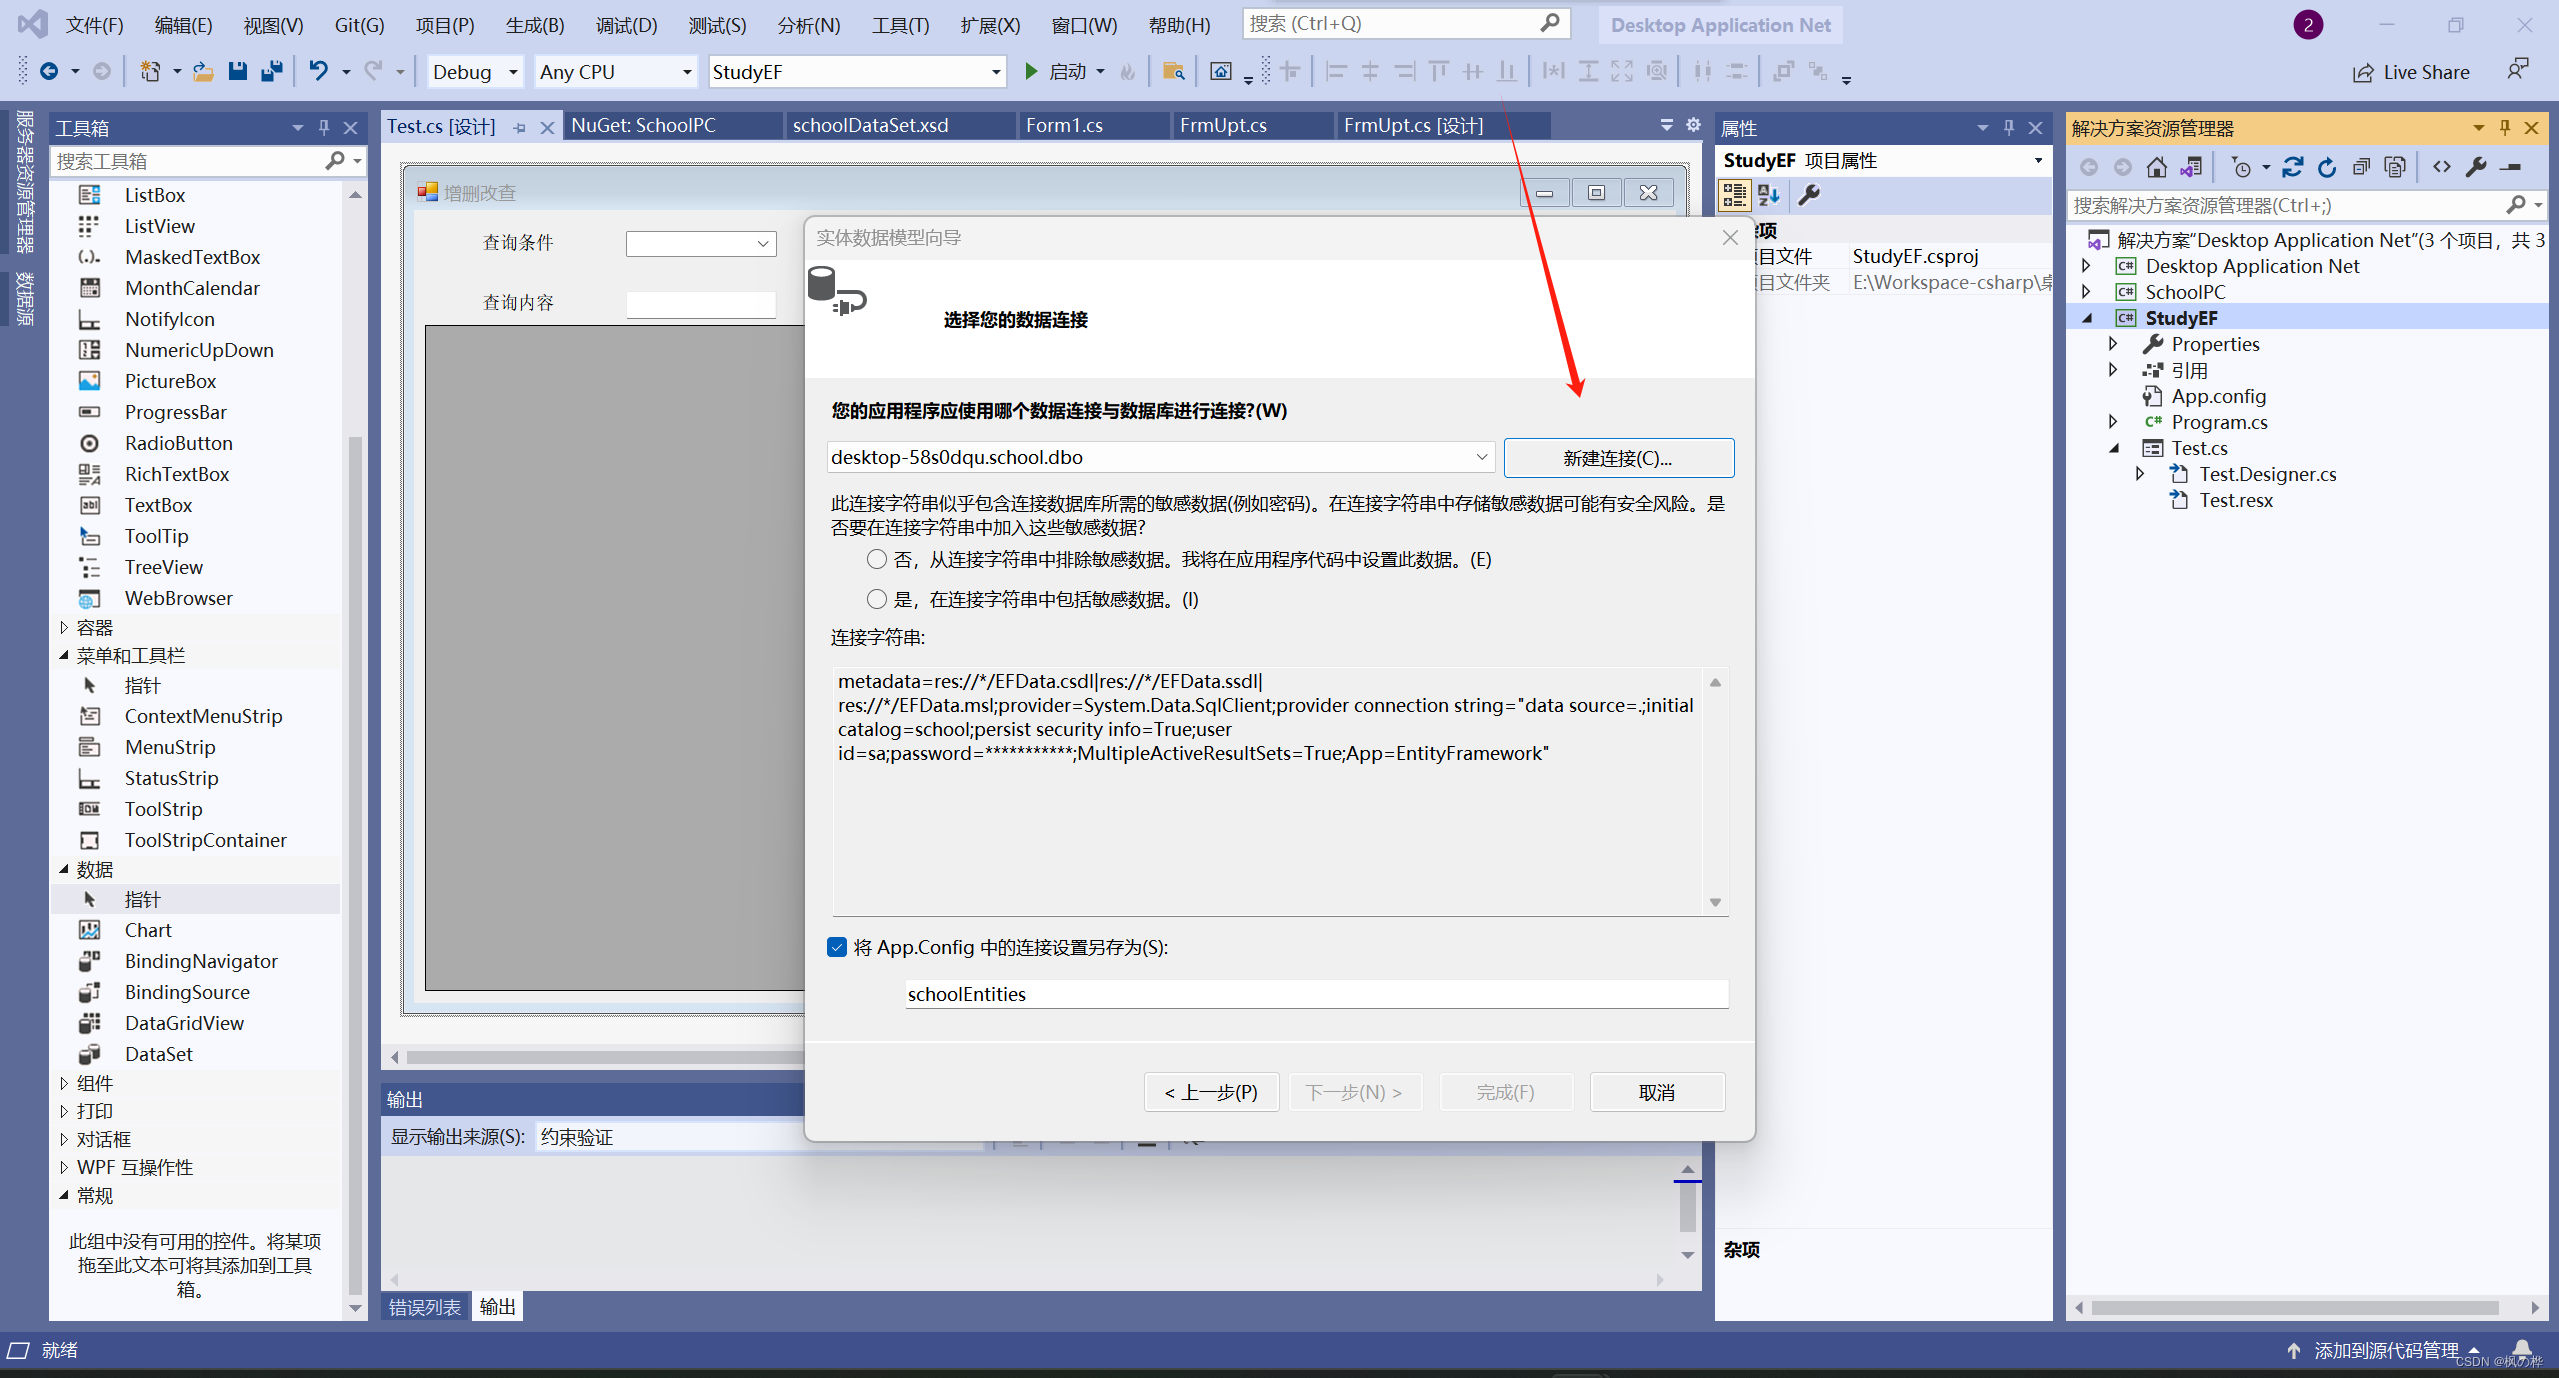 文件(F) 编辑(E) 视图(V) Git(G) 项目(P) 生成(B) 调试(D) 测试(S) 分析(N) 工具(T) 扩展(X) 窗口(W) 帮助(H) 搜索 (Ctrl+Q) Desktop Application Net 2
Debug Any CPU StudyEF 启动 Live Share
服务器资源管理器
数据源
工具箱
搜索工具箱
ListBox
ListView
MaskedTextBox
MonthCalendar
NotifyIcon
NumericUpDown
PictureBox
ProgressBar
RadioButton
RichTextBox
TextBox
ToolTip
TreeView
WebBrowser
容器
菜单和工具栏
指针
ContextMenuStrip
MenuStrip
StatusStrip
ToolStrip
ToolStripContainer
数据
指针
Chart
BindingNavigator
BindingSource
DataGridView
DataSet
组件
打印
对话框
WPF 互操作性
常规
此组中没有可用的控件。将某项
拖至此文本可将其添加到工具
箱。
Test.cs [设计] NuGet: SchoolPC schoolDataSet.xsd Form1.cs FrmUpt.cs FrmUpt.cs [设计]
增删改查
查询条件
查询内容
实体数据模型向导
选择您的数据连接
您的应用程序应使用哪个数据连接与数据库进行连接?(W)
desktop-58s0dqu.school.dbo 新建连接(C)...
此连接字符串似乎包含连接数据库所需的敏感数据(例如密码)。在连接字符串中存储敏感数据可能有安全风险。是
否要在连接字符串中加入这些敏感数据?
否，从连接字符串中排除敏感数据。我将在应用程序代码中设置此数据。(E)
是，在连接字符串中包括敏感数据。(I)
连接字符串:
metadata=res://*/EFData.csdl|res://*/EFData.ssdl|
res://*/EFData.msl;provider=System.Data.SqlClient;provider connection string="data source=.;initial
catalog=school;persist security info=True;user
id=sa;password=***********;MultipleActiveResultSets=True;App=EntityFramework"
将 App.Config 中的连接设置另存为(S):
schoolEntities
< 上一步(P) 下一步(N) > 完成(F) 取消
输出
显示输出来源(S): 约束验证
错误列表 输出
属性
StudyEF 项目属性
杂项
项目文件 StudyEF.csproj
项目文件夹 E:\Workspace-csharp\桌
杂项
解决方案资源管理器
搜索解决方案资源管理器(Ctrl+;)
解决方案"Desktop Application Net"(3 个项目，共 3
Desktop Application Net
SchoolPC
StudyEF
Properties
引用
App.config
Program.cs
Test.cs
Test.Designer.cs
Test.resx
就绪 添加到源代码管理
CSDN @枫の桦